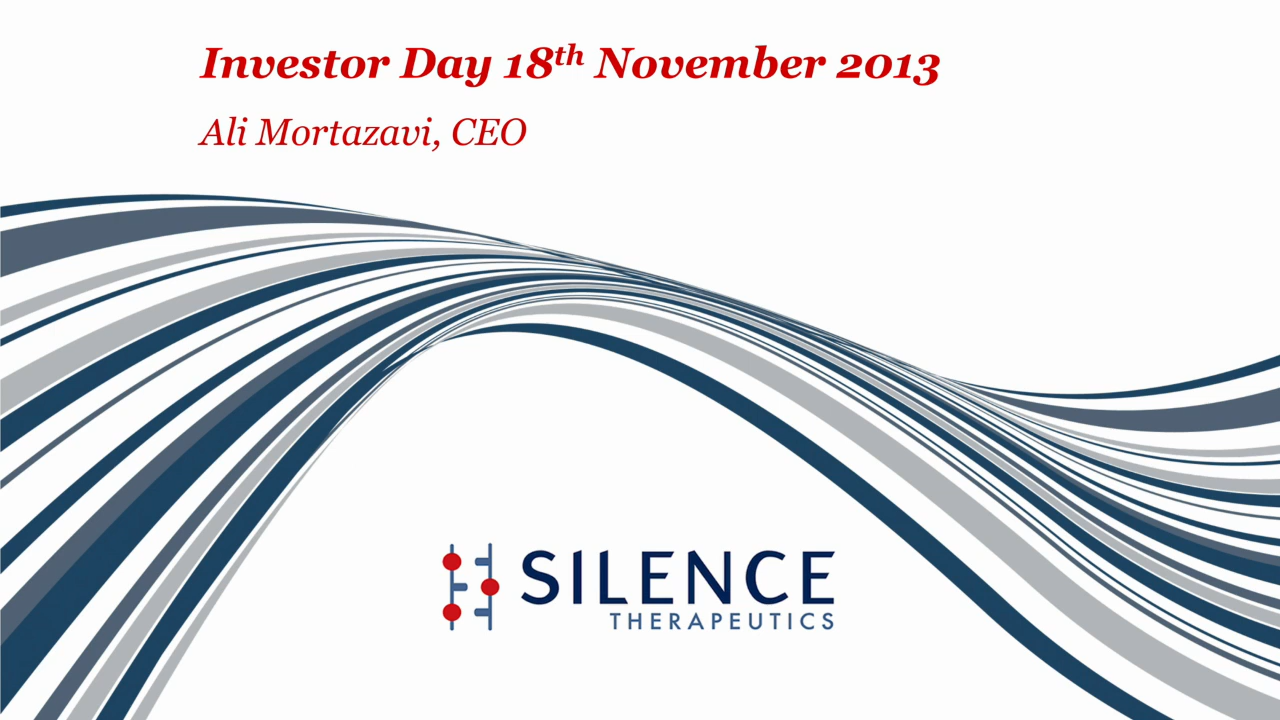 Investor Day 18th November 2013
Ali Mortazavi, CEO
SILENCE
THERAPEUTICS